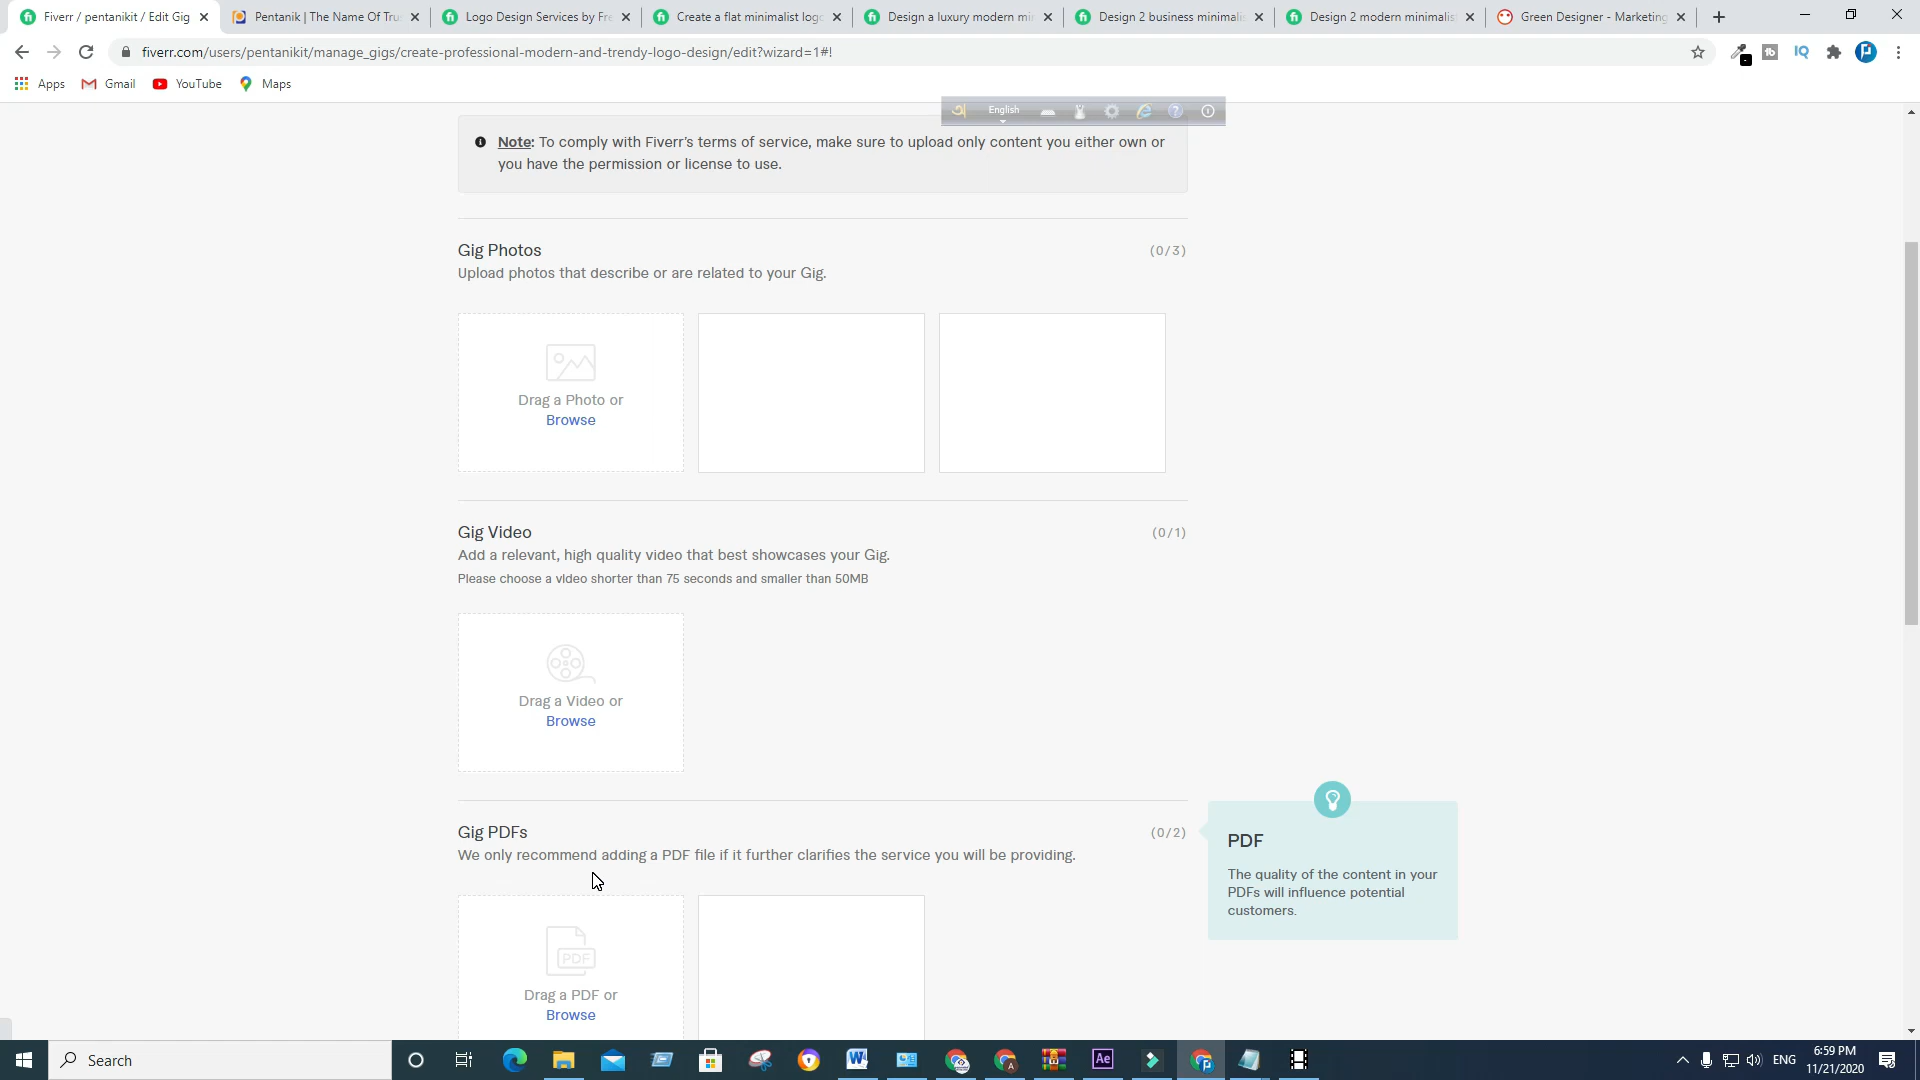 Fiverr / pentanikit / Edit Gig
Pentanik | The Name Of Tru
Logo Design Services by Fre
Create a flat minimalist logo
Design a luxury modern mi
Design 2 business minimali
Design 2 modern minimalis
Green Designer - Marketing
fiverr.com/users/pentanikit/manage_gigs/create-professional-modern-and-trendy-logo-design/edit?wizard=1#!
Apps
Gmail
YouTube
Maps
English
Note: To comply with Fiverr's terms of service, make sure to upload only content you either own or
you have the permission or license to use.
Gig Photos
(0/3)
Upload photos that describe or are related to your Gig.
Drag a Photo or
Browse
Gig Video
(0/1)
Add a relevant, high quality video that best showcases your Gig.
Please choose a video shorter than 75 seconds and smaller than 50MB
Drag a Video or
Browse
Gig PDFs
(0/2)
We only recommend adding a PDF file if it further clarifies the service you will be providing.
PDF
Drag a PDF or
Browse
PDF
The quality of the content in your
PDFs will influence potential
customers.
Search
Ae
ENG
6:59 PM
11/21/2020